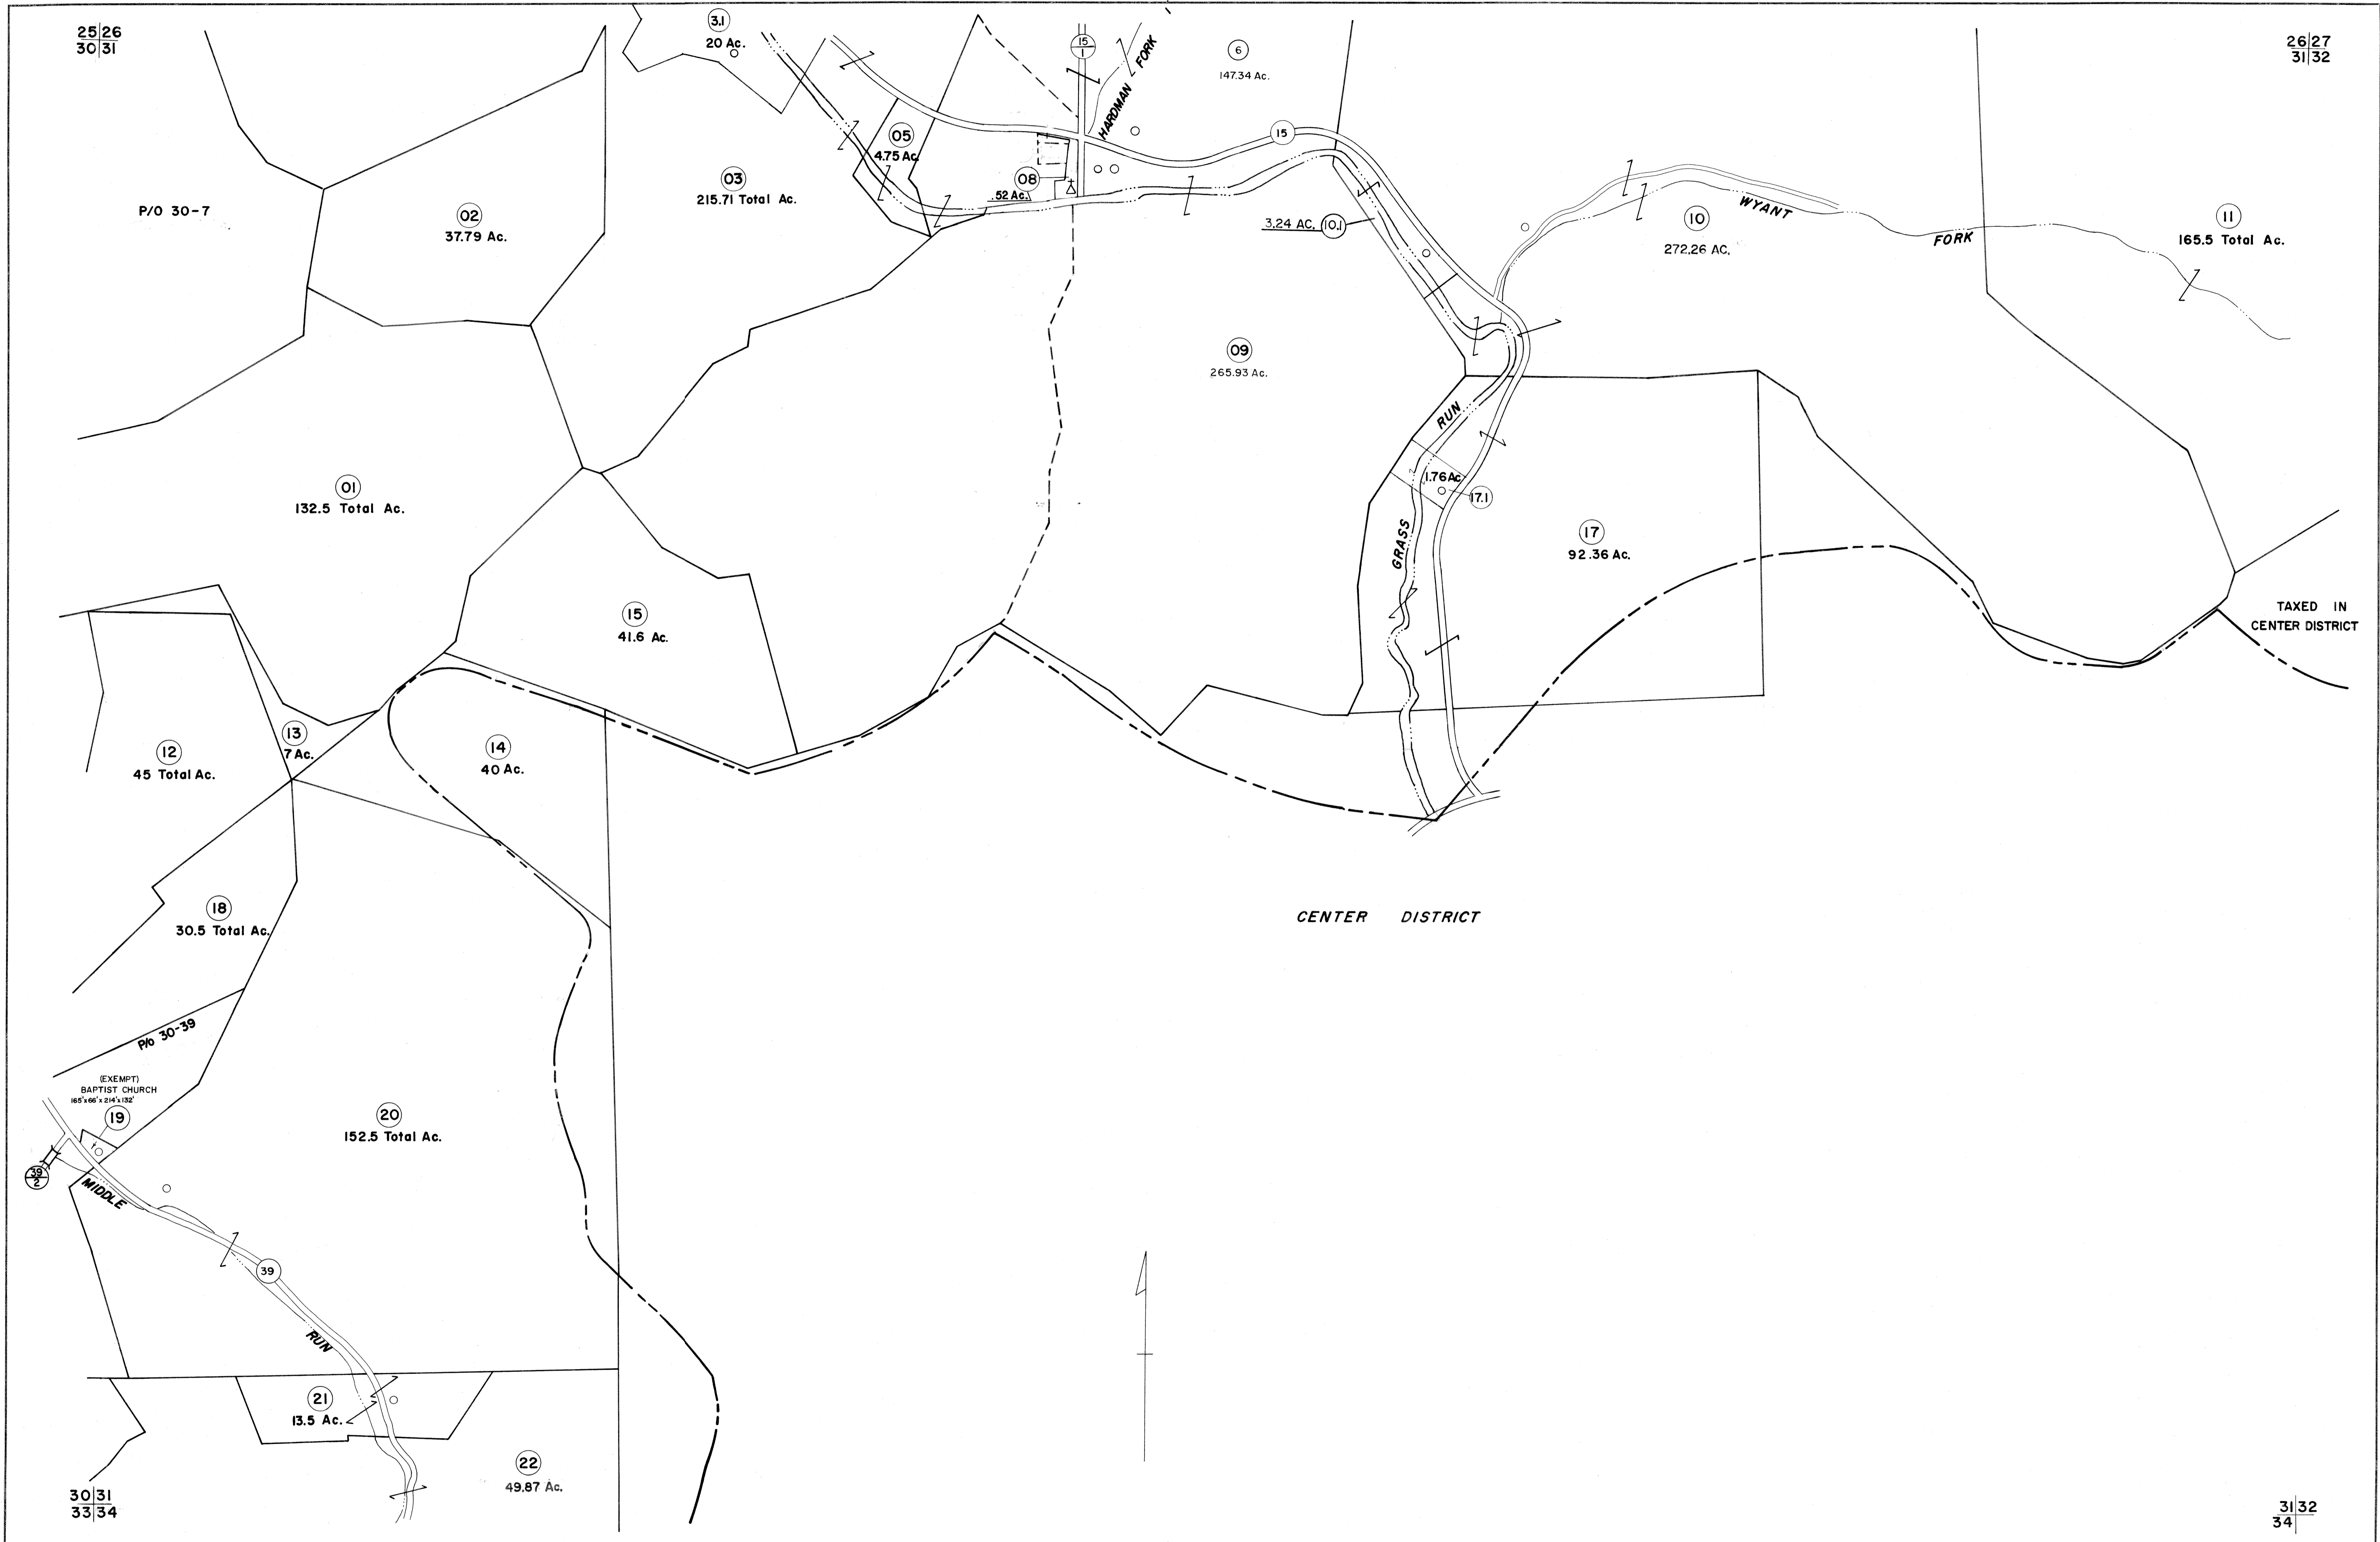 25 26
30 31
3.1
20 Ac.
15
1
HARDMAN FORK
6
147.34 Ac.
26 27
31 32
P/O 30-7
02
37.79 Ac.
03
215.71 Total Ac.
05
4.75 Ac.
08
.52 Ac.
15
3.24 AC. 10.1
10
272.26 AC.
WYANT
FORK
11
165.5 Total Ac.
09
265.93 Ac.
01
132.5 Total Ac.
RUN
1.76 Ac.
17.1
GRASS
17
92.36 Ac.
15
41.6 Ac.
TAXED IN
CENTER DISTRICT
12
45 Total Ac.
13
7 Ac.
14
40 Ac.
18
30.5 Total Ac.
CENTER DISTRICT
P/O 30-39
(EXEMPT)
BAPTIST CHURCH
165'x66'x214'x132'
19
20
152.5 Total Ac.
39
2
MIDDLE
39
RUN
21
13.5 Ac.
22
49.87 Ac.
30 31
33 34
31 32
34